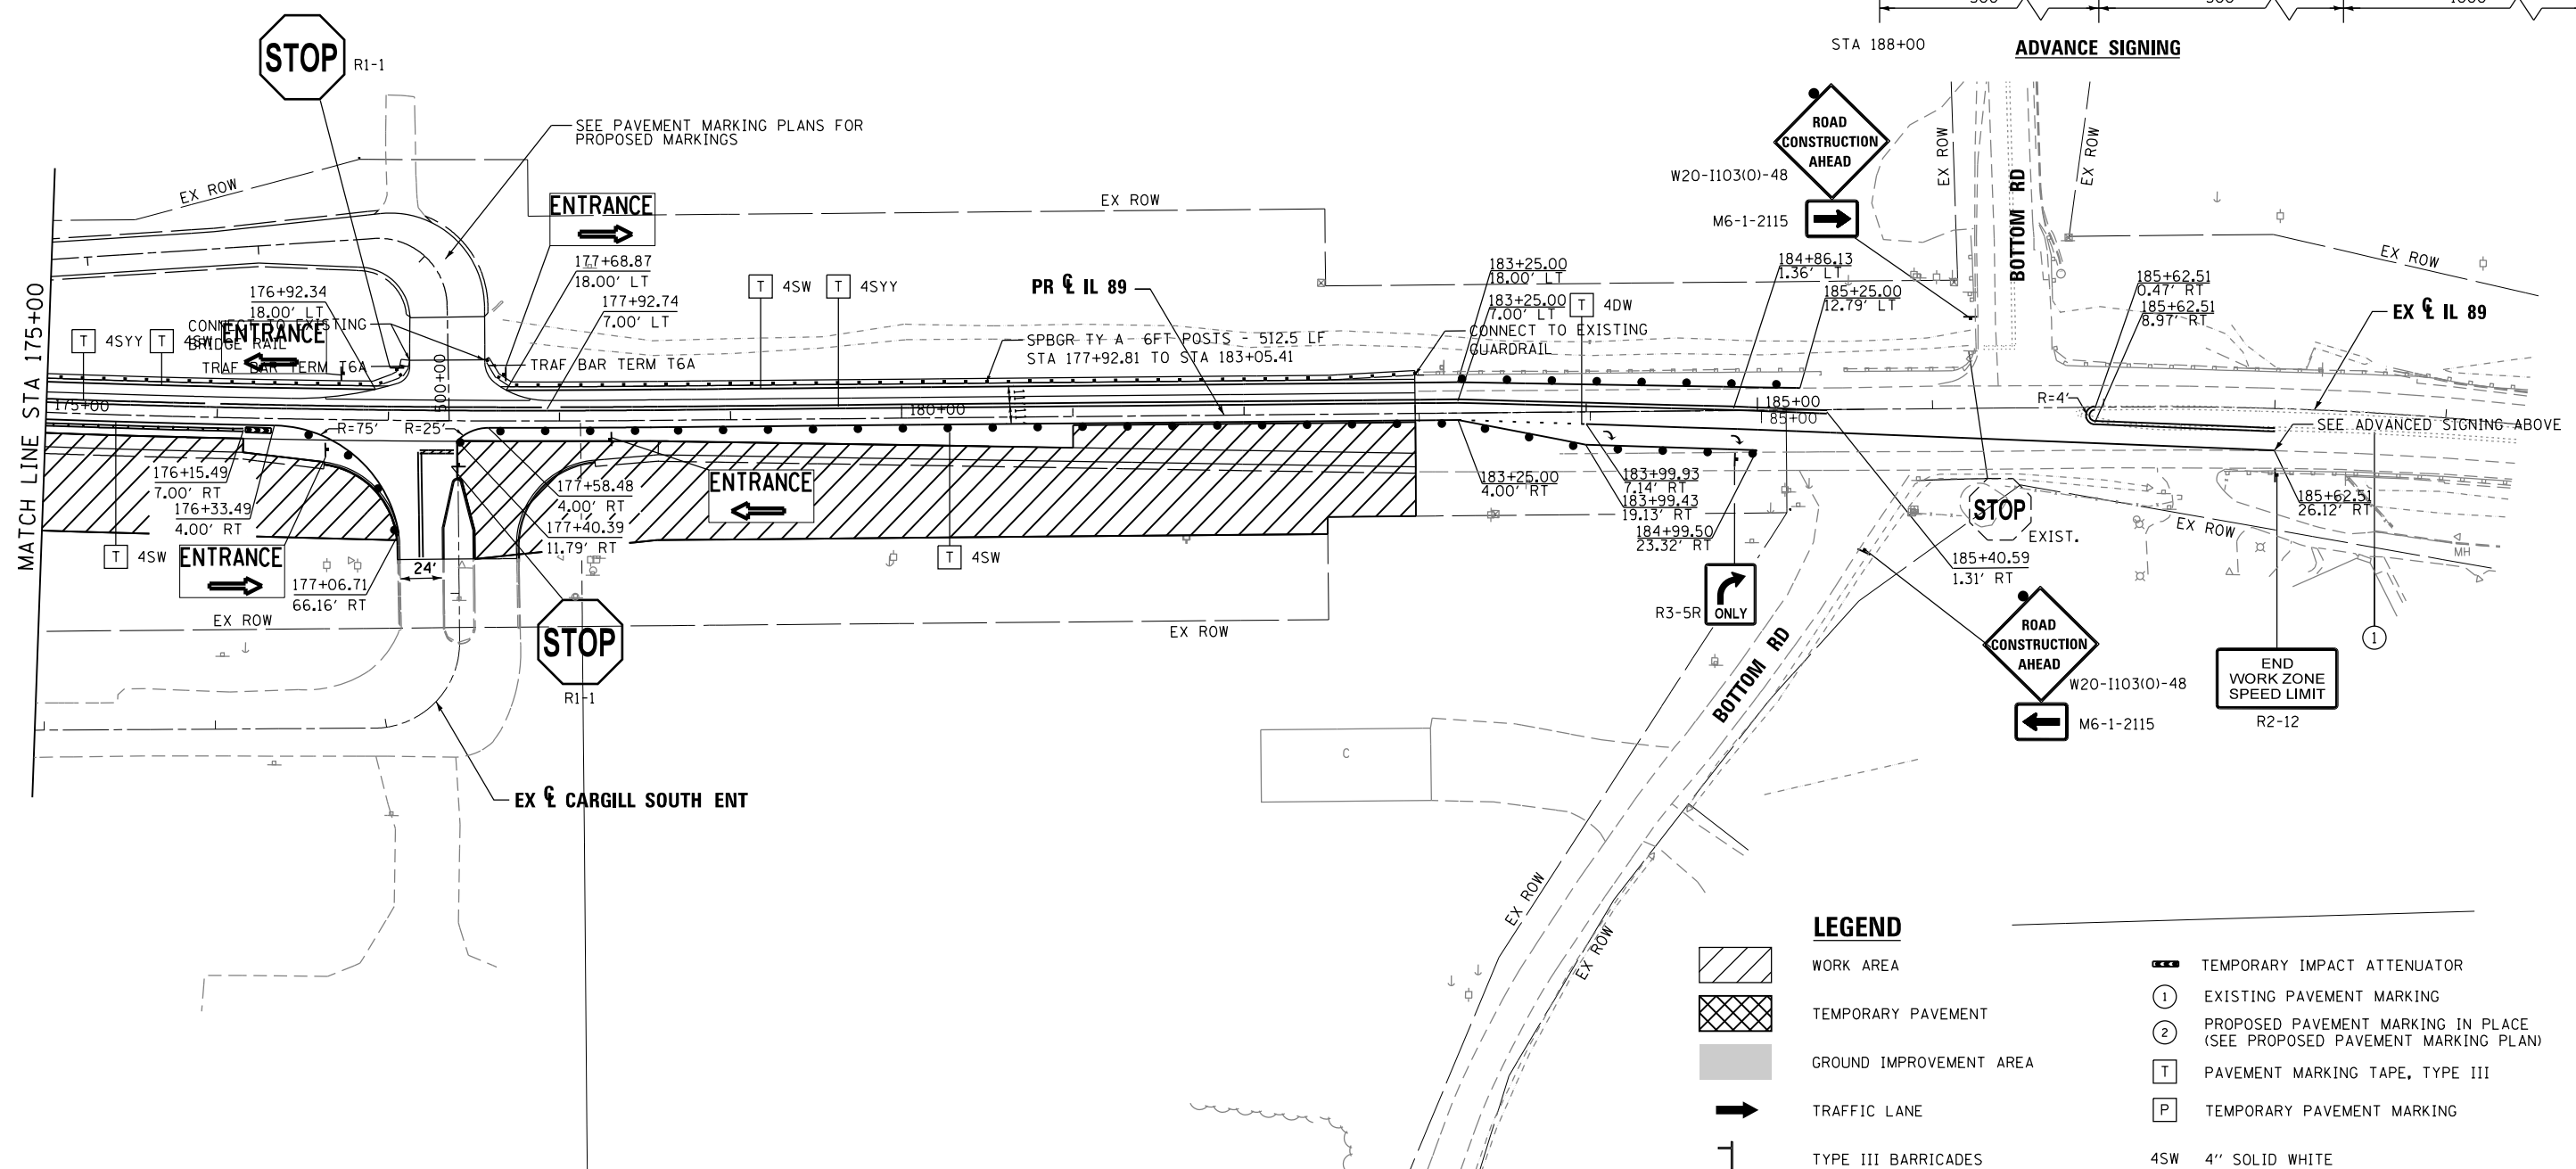 STA 188+00
ADVANCE SIGNING
STOP
R1-1
SEE PAVEMENT MARKING PLANS FOR
PROPOSED MARKINGS
ROAD
CONSTRUCTION
AHEAD
W20-I103(O)-48
M6-1-2115
EX ROW
EX ROW
EX ROW
EX ROW
EX ROW
BOTTOM RD
ENTRANCE
177+68.87
18.00' LT
177+92.74
7.00' LT
T 4SW
T 4SYY
PR ℄ IL 89
183+25.00
18.00' LT
183+25.00
7.00' LT
T 4DW
184+86.13
1.36' LT
185+25.00
12.79' LT
185+62.51
0.47' RT
185+62.51
8.97' RT
EX ℄ IL 89
MATCH LINE STA 175+00
176+92.34
18.00' LT
CONNECT TO EXISTING
BRIDGE RAIL
ENTRANCE
T 4SYY
T 4SW
TRAF BAR TERM T6A
TRAF BAR TERM T6A
SPBGR TY A 6FT POSTS - 512.5 LF
STA 177+92.81 TO STA 183+05.41
CONNECT TO EXISTING
GUARDRAIL
175+00
500+00
180+00
185+00
85+00
R=4'
SEE ADVANCED SIGNING ABOVE
R=75'
R=25'
176+15.49
7.00' RT
176+33.49
4.00' RT
177+58.48
4.00' RT
177+40.39
11.79' RT
ENTRANCE
183+25.00
4.00' RT
183+99.93
7.14' RT
183+99.43
19.13' RT
184+99.50
23.32' RT
185+62.51
26.12' RT
STOP
EXIST.
EX ROW
MH
T 4SW
ENTRANCE
177+06.71
66.16' RT
24'
T 4SW
185+40.59
1.31' RT
R3-5R
ONLY
EX ROW
EX ROW
STOP
R1-1
BOTTOM RD
ROAD
CONSTRUCTION
AHEAD
W20-I103(O)-48
M6-1-2115
1
END
WORK ZONE
SPEED LIMIT
R2-12
C
EX ℄ CARGILL SOUTH ENT
EX ROW
EX ROW
LEGEND
WORK AREA
TEMPORARY PAVEMENT
GROUND IMPROVEMENT AREA
TRAFFIC LANE
TYPE III BARRICADES
TEMPORARY IMPACT ATTENUATOR
1 EXISTING PAVEMENT MARKING
2 PROPOSED PAVEMENT MARKING IN PLACE
(SEE PROPOSED PAVEMENT MARKING PLAN)
T PAVEMENT MARKING TAPE, TYPE III
P TEMPORARY PAVEMENT MARKING
4SW 4" SOLID WHITE